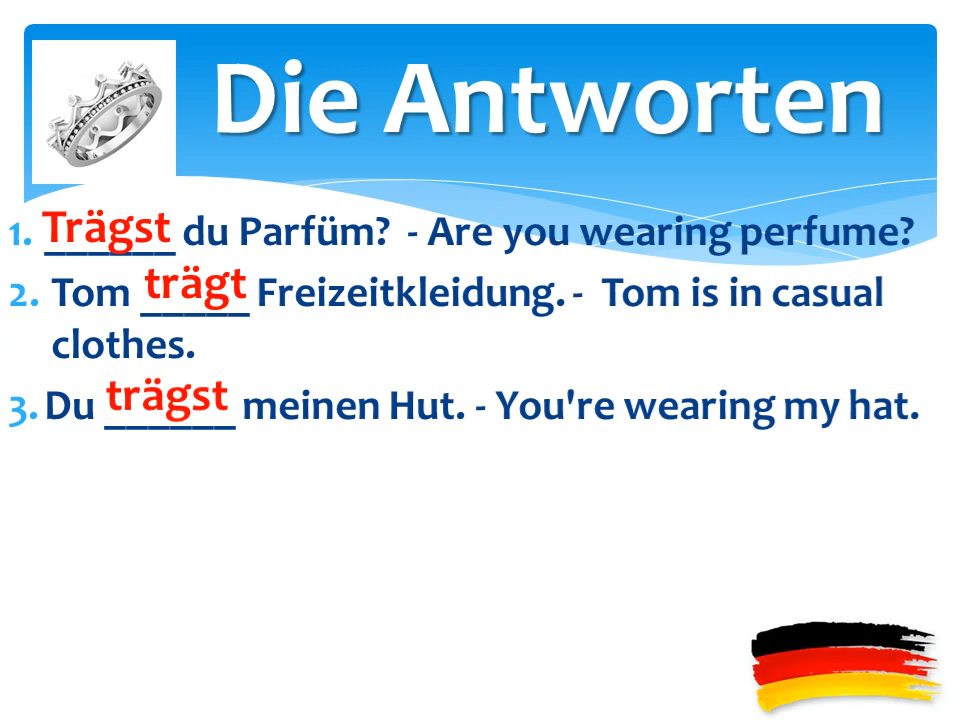 Die Antworten
1. Trägst du Parfüm? - Are you wearing perfume?
2. Tom trägt Freizeitkleidung. - Tom is in casual
clothes.
3. Du trägst meinen Hut. - You're wearing my hat.